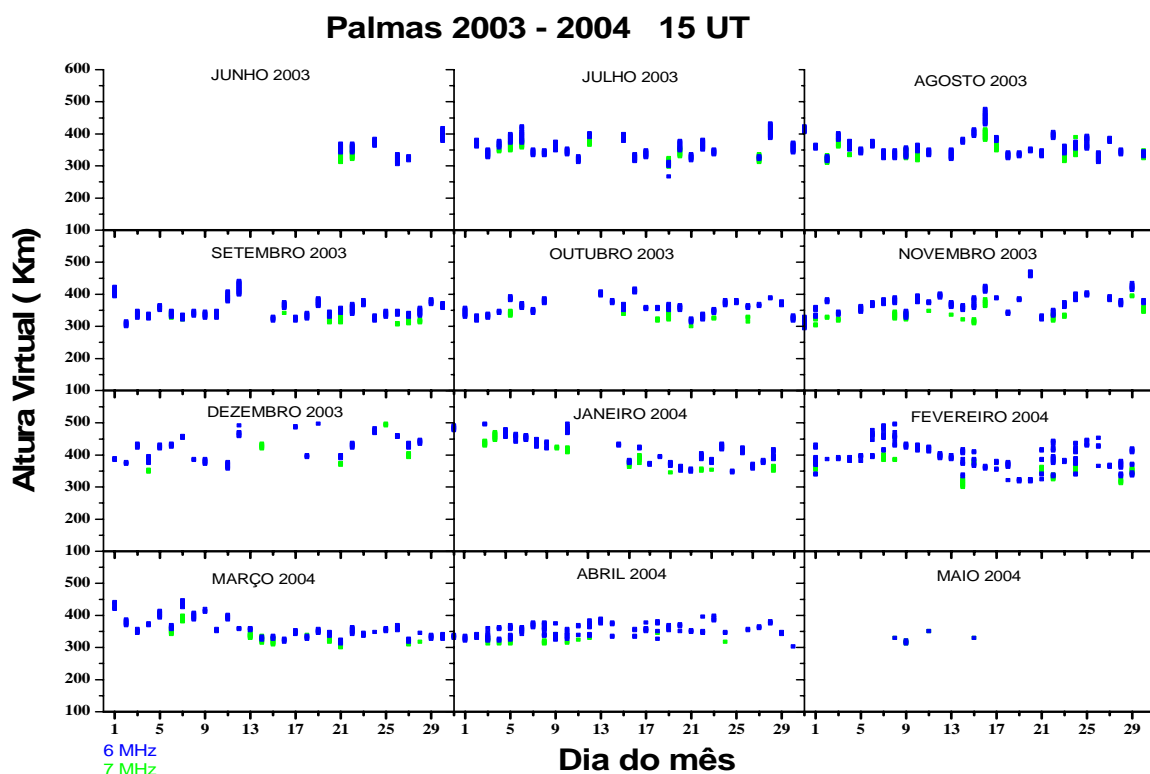 Palmas 2003 - 2004 15 UT
600
JUNHO 2003 JULHO 2003 AGOSTO 2003
500
400
300
200
100
SETEMBRO 2003 OUTUBRO 2003 NOVEMBRO 2003
500
400
300
200
100
DEZEMBRO 2003 JANEIRO 2004 FEVEREIRO 2004
500
400
300
200
100
MARÇO 2004 ABRIL 2004 MAIO 2004
500
400
300
200
100
Altura Virtual ( Km)
1 5 9 13 17 21 25 29 1 5 9 13 17 21 25 29 1 5 9 13 17 21 25 29
6 MHz
7 MHz
Dia do mês